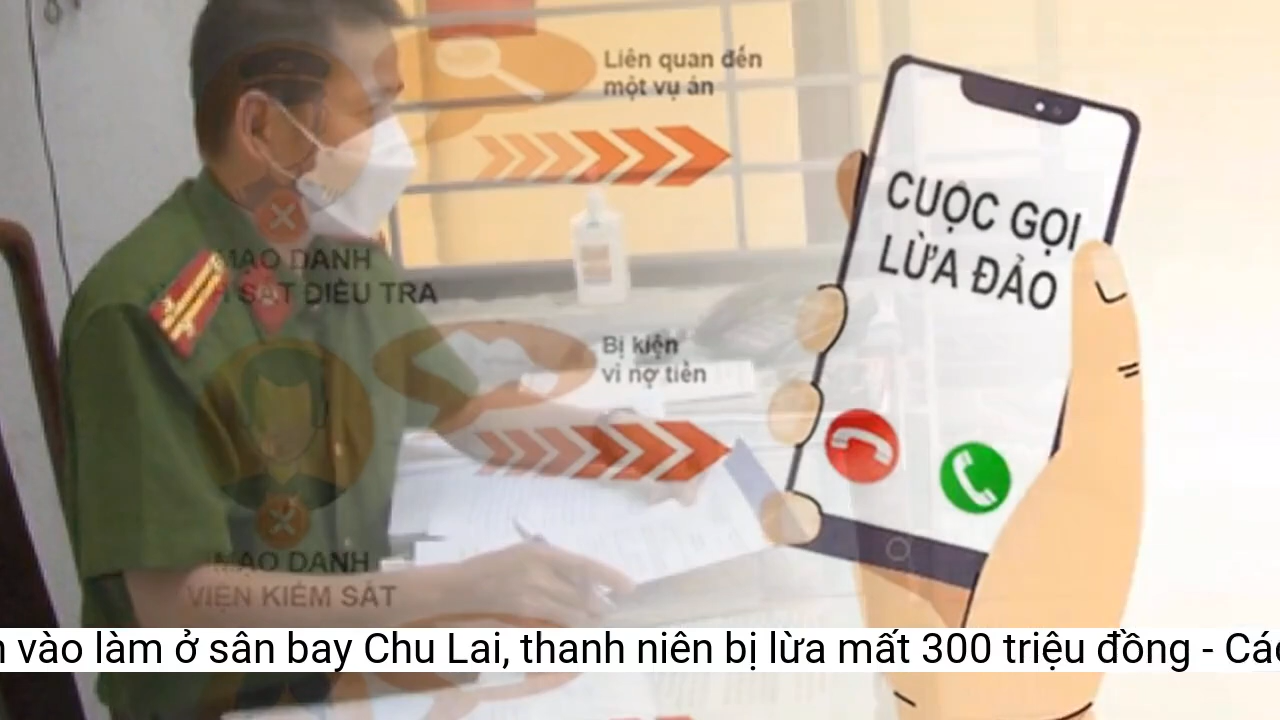 Liên quan đến
một vụ án
CUỘC GỌI
LỪA ĐẢO
MẠO DANH
SÁT ĐIỀU TRA
Bị kiện
vì nợ tiền
MẠO DANH
VIỆN KIỂM SÁT
vào làm ở sân bay Chu Lai, thanh niên bị lừa mất 300 triệu đồng -